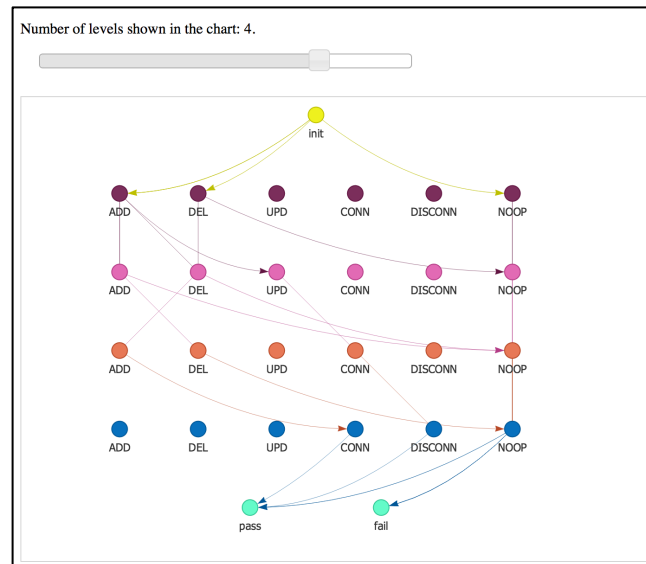 Number of levels shown in the chart: 4.
init
ADD DEL UPD CONN DISCONN NOOP
ADD DEL UPD CONN DISCONN NOOP
ADD DEL UPD CONN DISCONN NOOP
ADD DEL UPD CONN DISCONN NOOP
pass fail